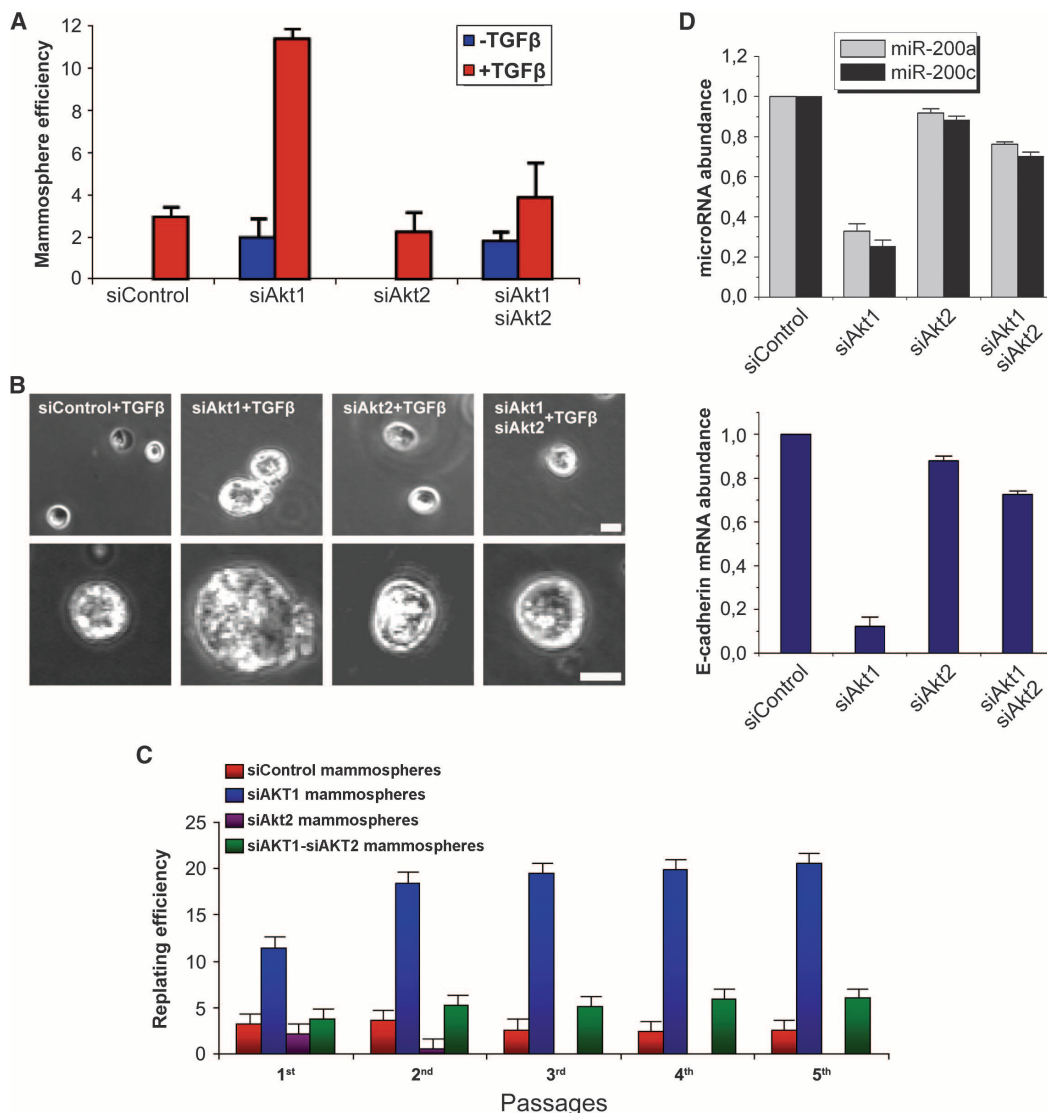 A
Mammosphere efficiency
12
10
8
6
4
2
0
-TGFβ
+TGFβ
siControl
siAkt1
siAkt2
siAkt1
siAkt2
B
siControl+TGFβ
siAkt1+TGFβ
siAkt2+TGFβ
siAkt1
siAkt2
+TGFβ
C
siControl mammospheres
siAKT1 mammospheres
siAkt2 mammospheres
siAKT1-siAKT2 mammospheres
Replating efficiency
25
20
15
10
5
0
1st
2nd
3rd
4th
5th
Passages
D
miR-200a
miR-200c
microRNA abundance
1,2
1,0
0,8
0,6
0,4
0,2
0,0
siControl
siAkt1
siAkt2
siAkt1
siAkt2
E-cadherin mRNA abundance
1,0
0,8
0,6
0,4
0,2
0,0
siControl
siAkt1
siAkt2
siAkt1
siAkt2